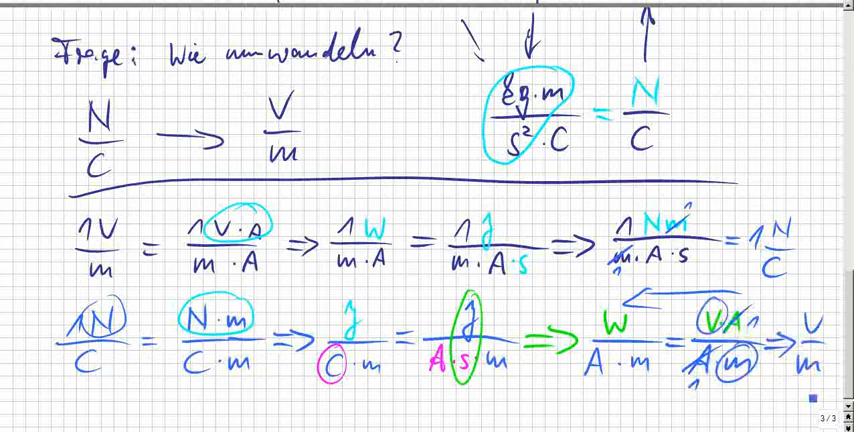 Frage: Wie umwandeln?
N/C → V/m
kg·m/s²·C = N/C
1V/m = 1V·A/m·A => 1W/m·A = 1J/m·A·s => 1Nm/m·A·s = 1N/C
1N/C = N·m/C·m => J/C·m = J/A·s·m => W/A·m = VA/A·m => V/m
3/3